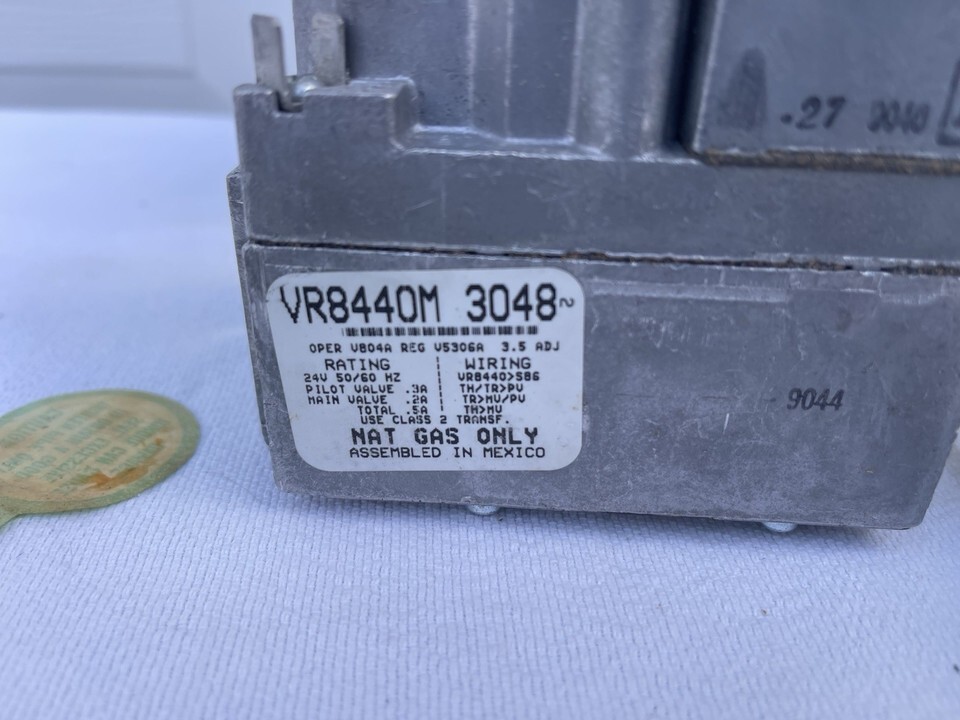 .27 9040
VR8440M 3048 2
OPER V804A REG V5306A 3.5 ADJ
RATING
24V 50/60 HZ
PILOT VALVE .3A
MAIN VALVE .2A
TOTAL .5A
WIRING
VR8440>S86
TH/TR>PV
TR>MV/PV
TH>MV
USE CLASS 2 TRANSF.
NAT GAS ONLY
ASSEMBLED IN MEXICO
9044